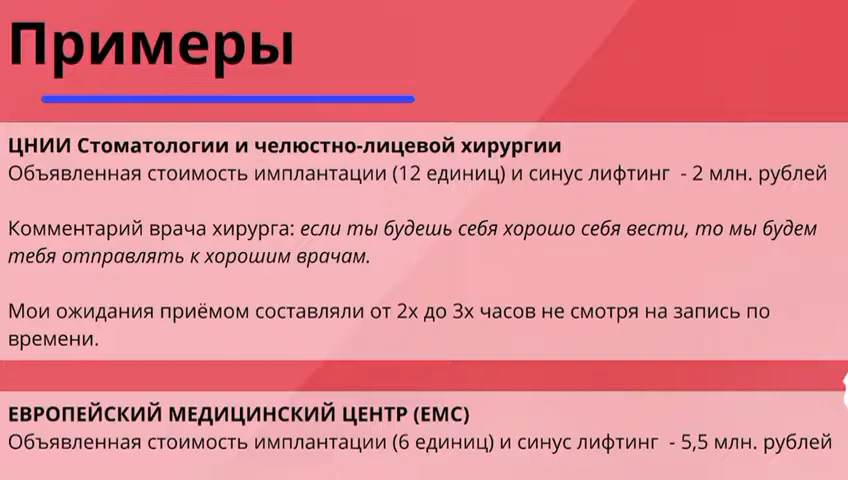 Примеры
ЦНИИ Стоматологии и челюстно-лицевой хирургии
Объявленная стоимость имплантации (12 единиц) и синус лифтинг - 2 млн. рублей
Комментарий врача хирурга: если ты будешь себя хорошо себя вести, то мы будем
тебя отправлять к хорошим врачам.
Мои ожидания приёмом составляли от 2х до 3х часов не смотря на запись по
времени.
ЕВРОПЕЙСКИЙ МЕДИЦИНСКИЙ ЦЕНТР (ЕМС)
Объявленная стоимость имплантации (6 единиц) и синус лифтинг - 5,5 млн. рублей